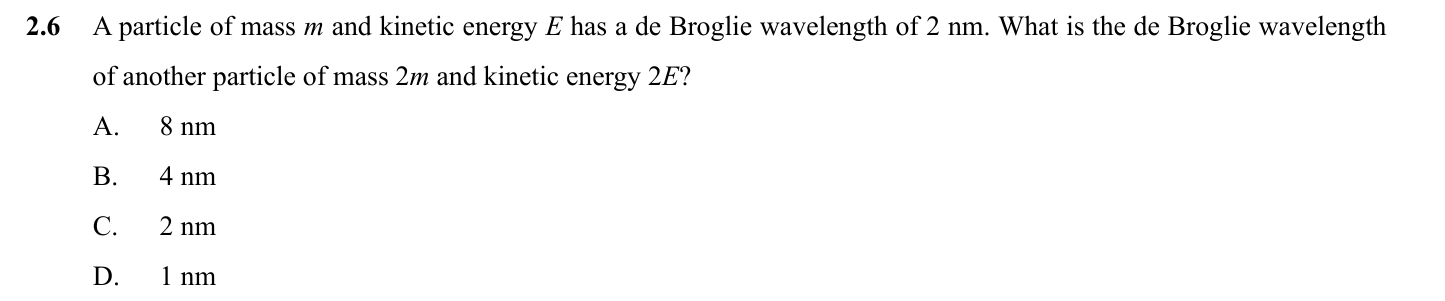 2.6 A particle of mass m and kinetic energy E has a de Broglie wavelength of 2 nm. What is the de Broglie wavelength
of another particle of mass 2m and kinetic energy 2E?
A. 8 nm
B. 4 nm
C. 2 nm
D. 1 nm